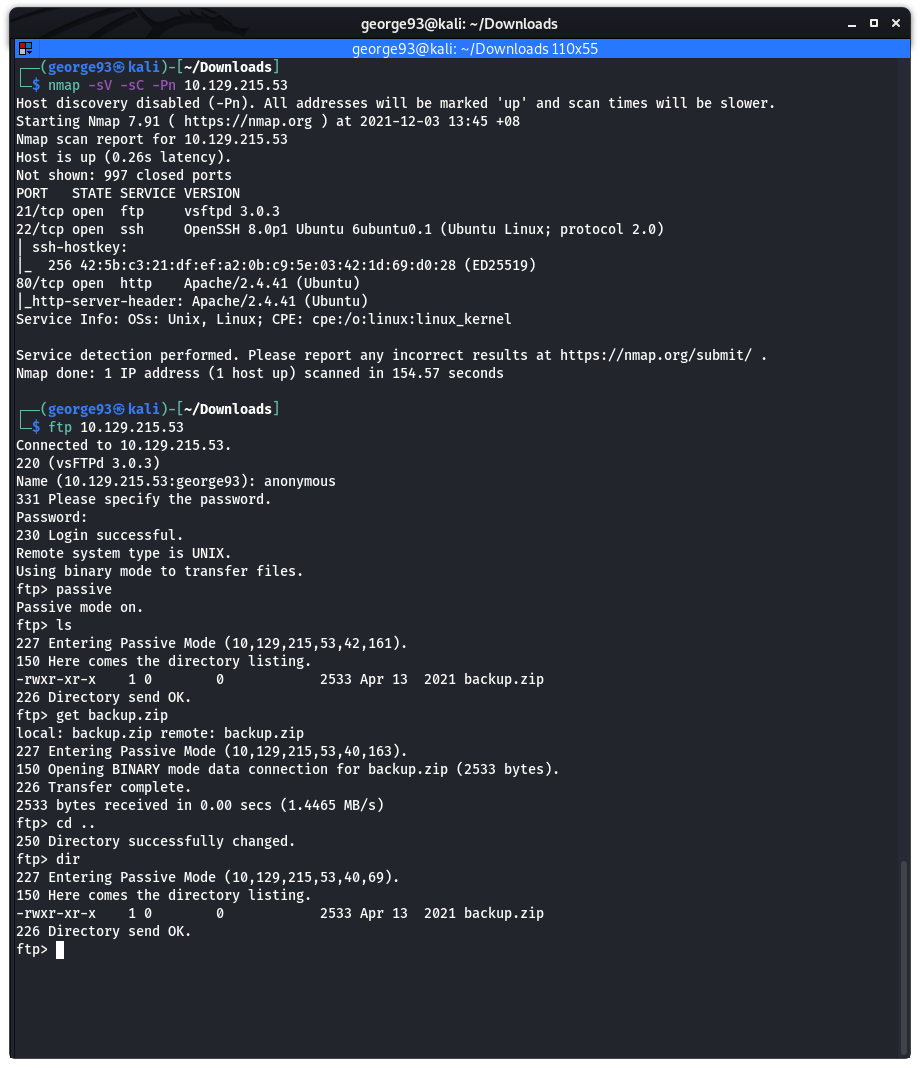 george93@kali: ~/Downloads
george93@kali: ~/Downloads 110x55
┌──(george93㉿kali)-[~/Downloads]
└─$ nmap -sV -sC -Pn 10.129.215.53
Host discovery disabled (-Pn). All addresses will be marked 'up' and scan times will be slower.
Starting Nmap 7.91 ( https://nmap.org ) at 2021-12-03 13:45 +08
Nmap scan report for 10.129.215.53
Host is up (0.26s latency).
Not shown: 997 closed ports
PORT   STATE SERVICE VERSION
21/tcp open  ftp     vsftpd 3.0.3
22/tcp open  ssh     OpenSSH 8.0p1 Ubuntu 6ubuntu0.1 (Ubuntu Linux; protocol 2.0)
| ssh-hostkey:
|_  256 42:5b:c3:21:df:ef:a2:0b:c9:5e:03:42:1d:69:d0:28 (ED25519)
80/tcp open  http    Apache/2.4.41 (Ubuntu)
|_http-server-header: Apache/2.4.41 (Ubuntu)
Service Info: OSs: Unix, Linux; CPE: cpe:/o:linux:linux_kernel

Service detection performed. Please report any incorrect results at https://nmap.org/submit/ .
Nmap done: 1 IP address (1 host up) scanned in 154.57 seconds

┌──(george93㉿kali)-[~/Downloads]
└─$ ftp 10.129.215.53
Connected to 10.129.215.53.
220 (vsFTPd 3.0.3)
Name (10.129.215.53:george93): anonymous
331 Please specify the password.
Password:
230 Login successful.
Remote system type is UNIX.
Using binary mode to transfer files.
ftp> passive
Passive mode on.
ftp> ls
227 Entering Passive Mode (10,129,215,53,42,161).
150 Here comes the directory listing.
-rwxr-xr-x    1 0        0            2533 Apr 13  2021 backup.zip
226 Directory send OK.
ftp> get backup.zip
local: backup.zip remote: backup.zip
227 Entering Passive Mode (10,129,215,53,40,163).
150 Opening BINARY mode data connection for backup.zip (2533 bytes).
226 Transfer complete.
2533 bytes received in 0.00 secs (1.4465 MB/s)
ftp> cd ..
250 Directory successfully changed.
ftp> dir
227 Entering Passive Mode (10,129,215,53,40,69).
150 Here comes the directory listing.
-rwxr-xr-x    1 0        0            2533 Apr 13  2021 backup.zip
226 Directory send OK.
ftp>